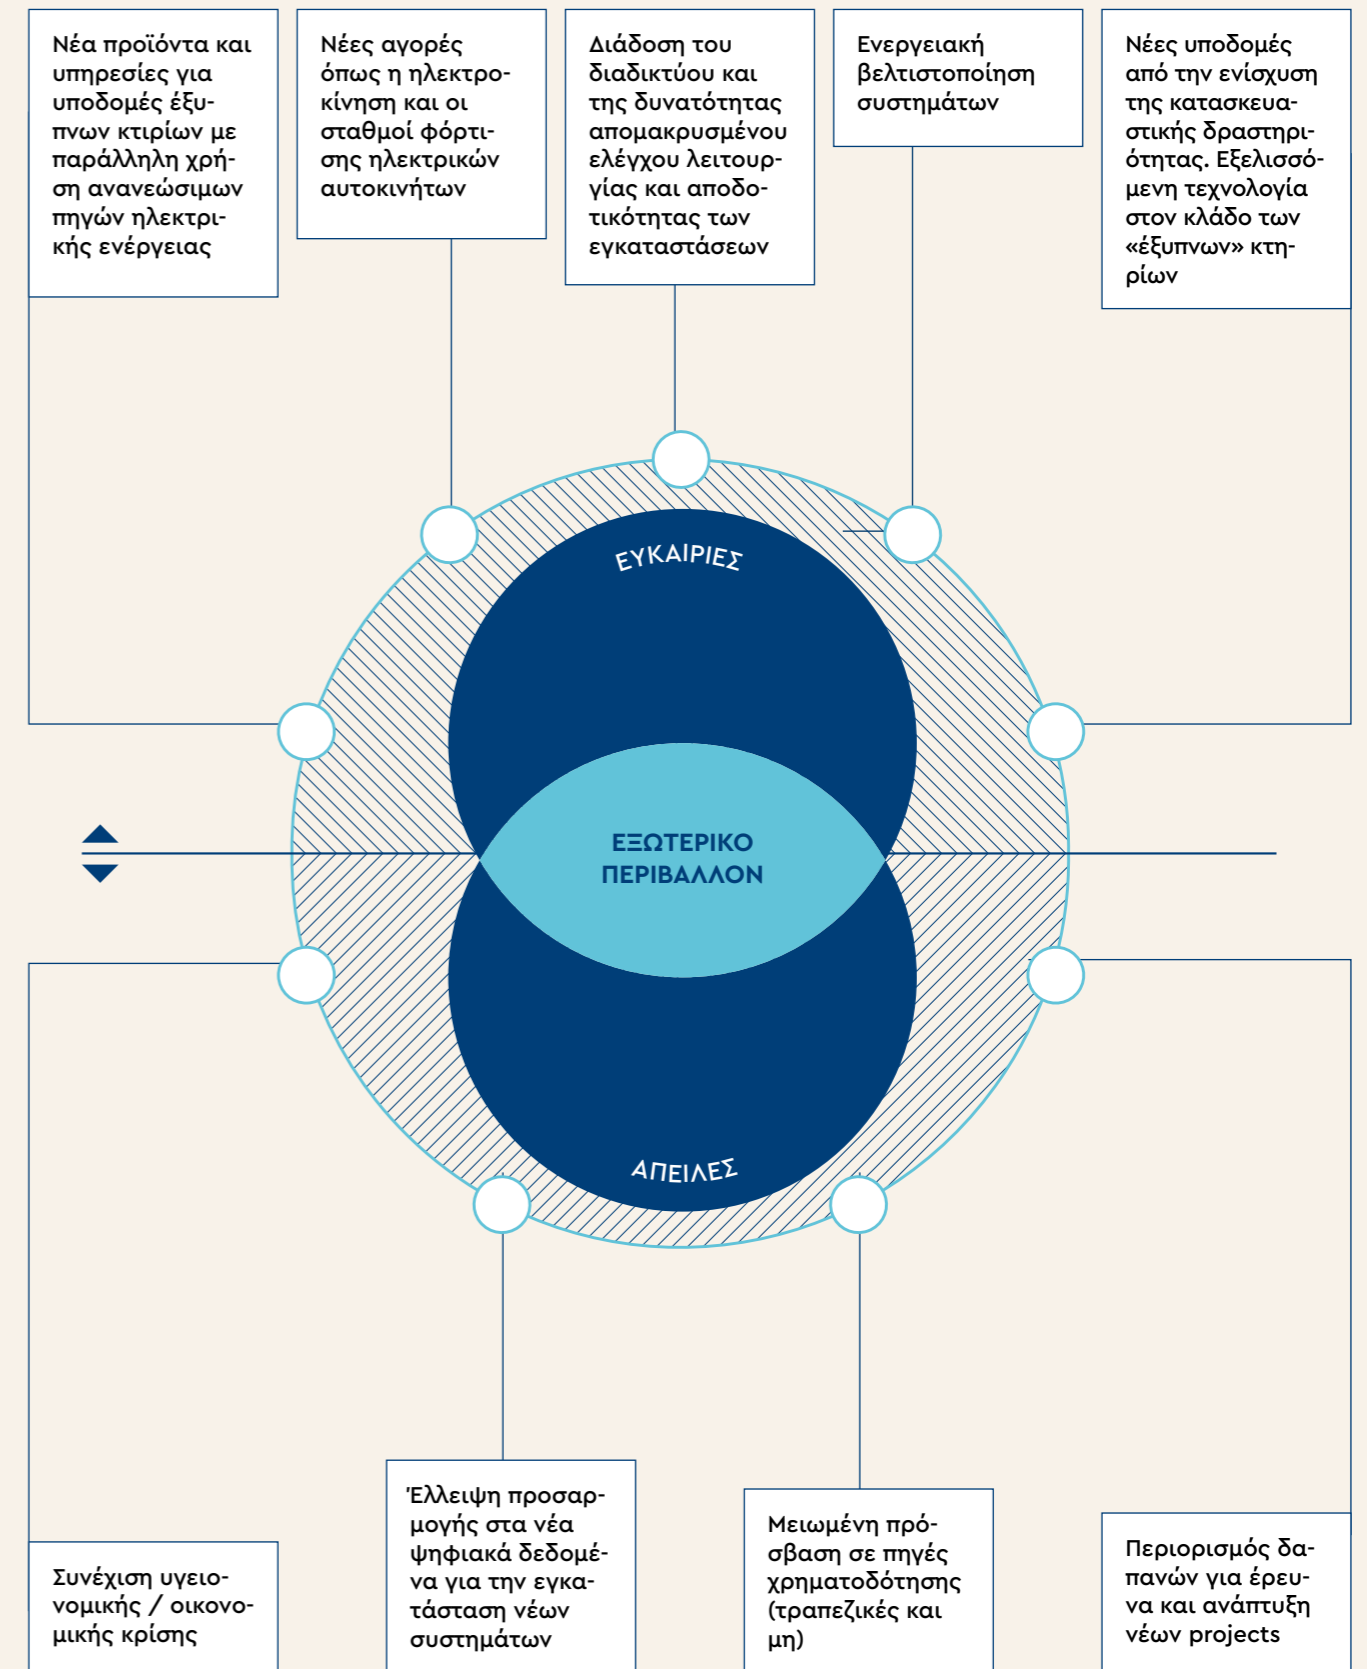 Νέα προϊόντα και
υπηρεσίες για
υποδομές έξυ-
πνων κτιρίων με
παράλληλη χρή-
ση ανανεώσιμων
πηγών ηλεκτρι-
κής ενέργειας
Νέες αγορές
όπως η ηλεκτρο-
κίνηση και οι
σταθμοί φόρτι-
σης ηλεκτρικών
αυτοκινήτων
Διάδοση του
διαδικτύου και
της δυνατότητας
απομακρυσμένου
ελέγχου λειτουρ-
γίας και αποδο-
τικότητας των
εγκαταστάσεων
Ενεργειακή
βελτιστοποίηση
συστημάτων
Νέες υποδομές
από την ενίσχυση
της κατασκευα-
στικής δραστηρι-
ότητας. Εξελισσό-
μενη τεχνολογία
στον κλάδο των
«έξυπνων» κτη-
ρίων
ΕΥΚΑΙΡΙΕΣ
ΕΞΩΤΕΡΙΚΟ
ΠΕΡΙΒΑΛΛΟΝ
ΑΠΕΙΛΕΣ
Συνέχιση υγειο-
νομικής / οικονο-
μικής κρίσης
Έλλειψη προσαρ-
μογής στα νέα
ψηφιακά δεδομέ-
να για την εγκα-
τάσταση νέων
συστημάτων
Μειωμένη πρό-
σβαση σε πηγές
χρηματοδότησης
(τραπεζικές και
μη)
Περιορισμός δα-
πανών για έρευ-
να και ανάπτυξη
νέων projects